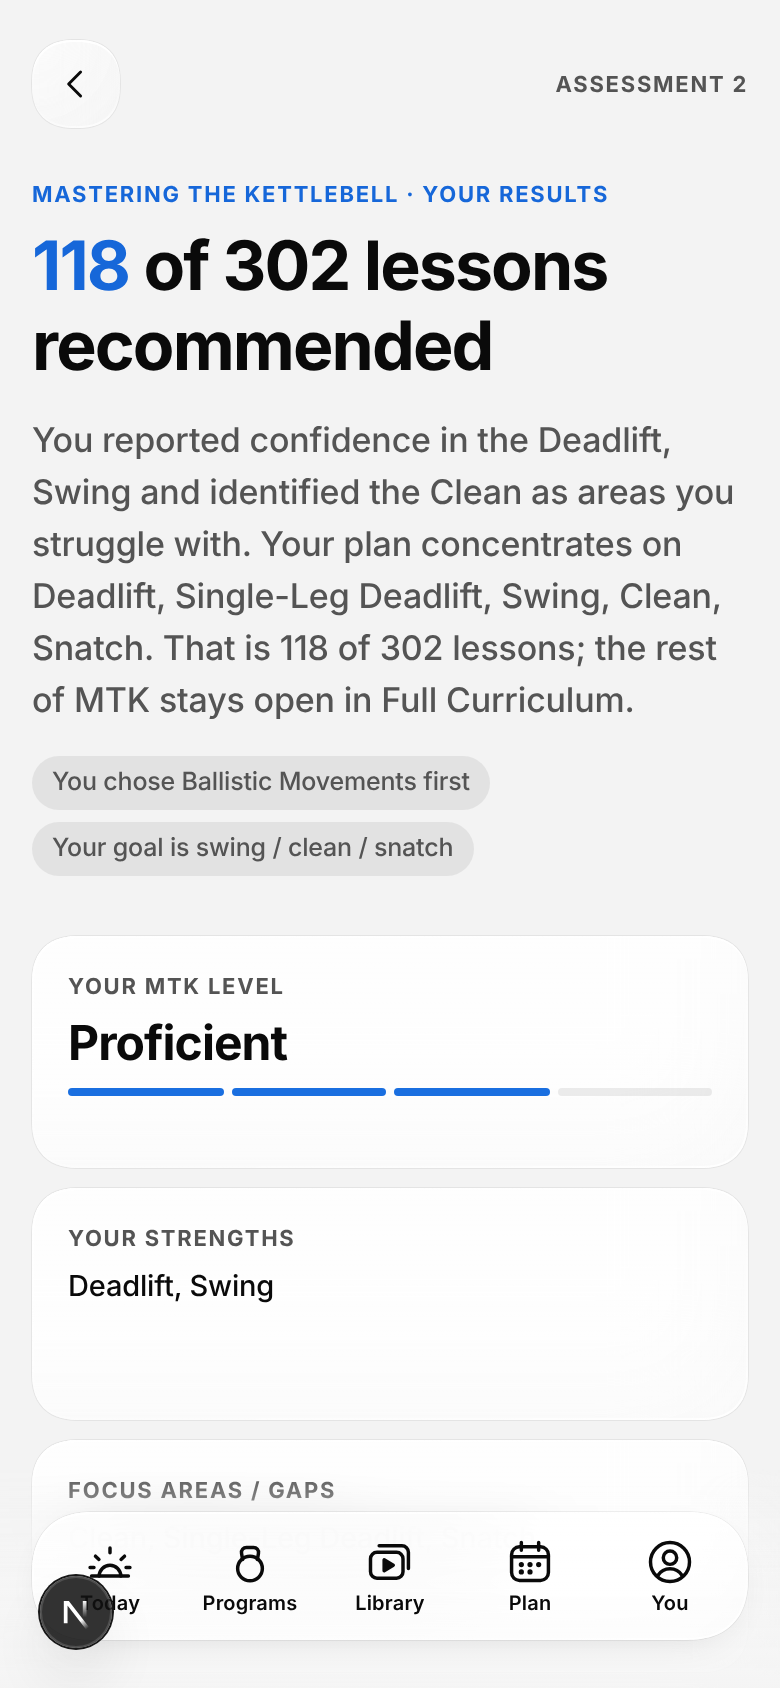 ASSESSMENT 2
MASTERING THE KETTLEBELL · YOUR RESULTS
118 of 302 lessons
recommended
You reported confidence in the Deadlift,
Swing and identified the Clean as areas you
struggle with. Your plan concentrates on
Deadlift, Single-Leg Deadlift, Swing, Clean,
Snatch. That is 118 of 302 lessons; the rest
of MTK stays open in Full Curriculum.
You chose Ballistic Movements first
Your goal is swing / clean / snatch
YOUR MTK LEVEL
Proficient
YOUR STRENGTHS
Deadlift, Swing
FOCUS AREAS / GAPS
Today Programs Library Plan You
N